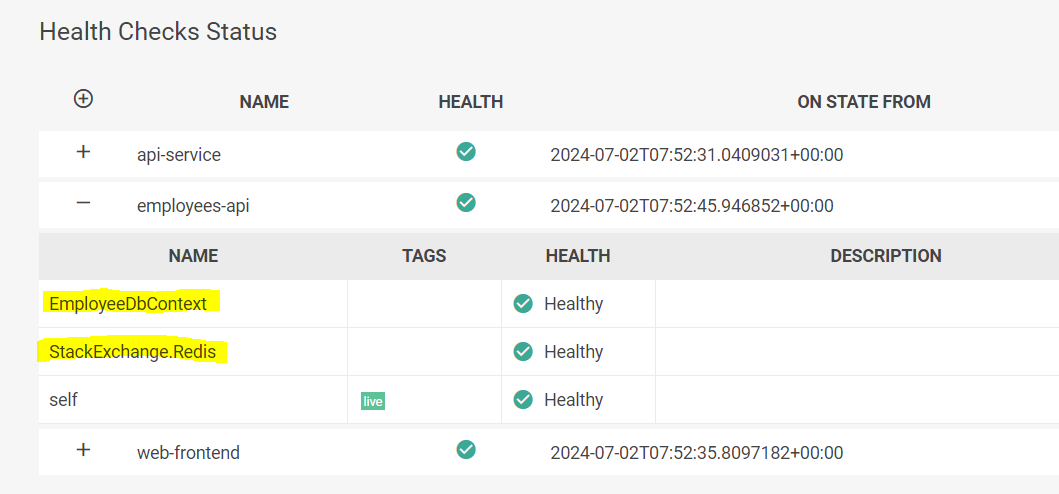 Health Checks Status
NAME HEALTH ON STATE FROM
+ api-service 2024-07-02T07:52:31.0409031+00:00
− employees-api 2024-07-02T07:52:45.946852+00:00
NAME TAGS HEALTH DESCRIPTION
EmployeeDbContext Healthy
StackExchange.Redis Healthy
self live Healthy
+ web-frontend 2024-07-02T07:52:35.8097182+00:00